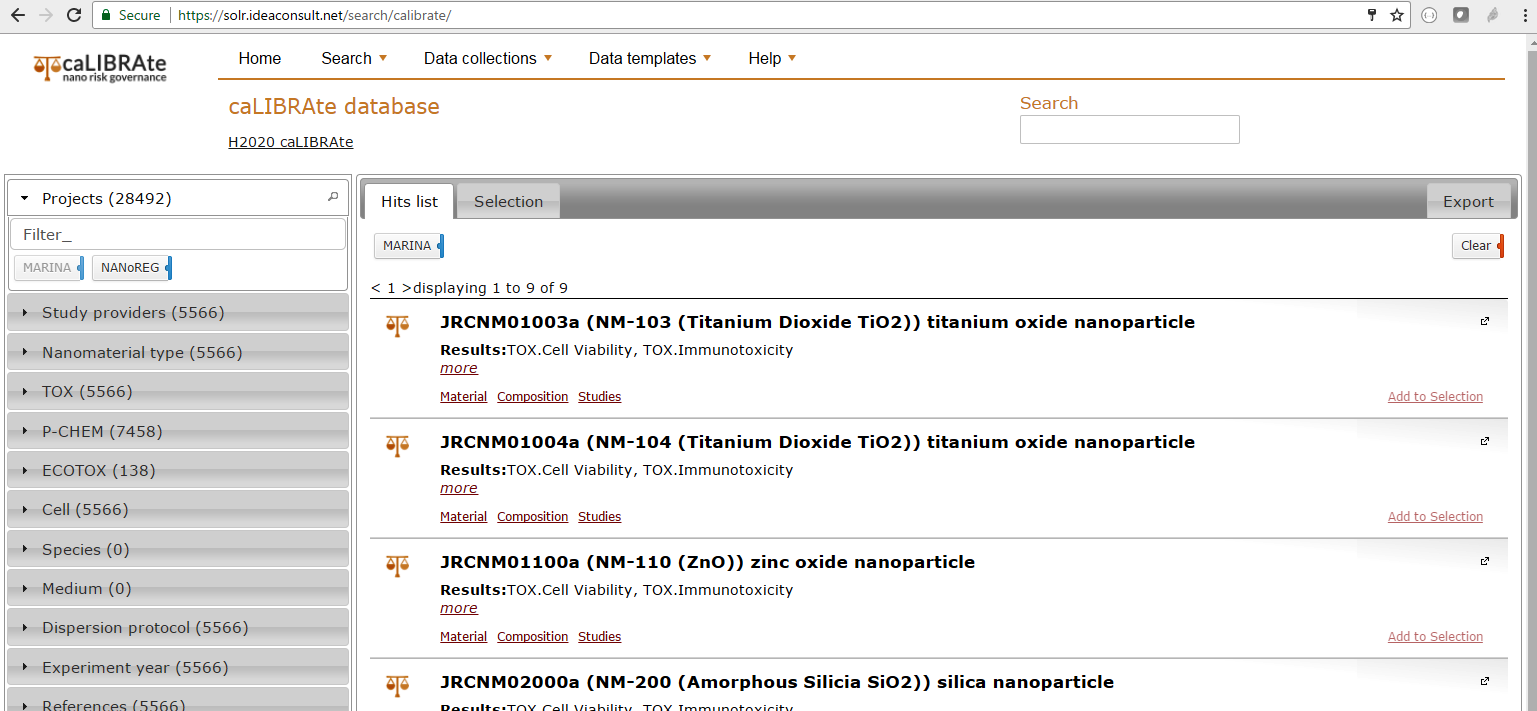 Secure https://solr.ideaconsult.net/search/calibrate/
caLIBRAte
nano risk governance
Home Search Data collections Data templates Help
caLIBRAte database
H2020 caLIBRAte
Search
Projects (28492)
Filter_
MARINA NANoREG
Study providers (5566)
Nanomaterial type (5566)
TOX (5566)
P-CHEM (7458)
ECOTOX (138)
Cell (5566)
Species (0)
Medium (0)
Dispersion protocol (5566)
Experiment year (5566)
References (5566)
Hits list Selection Export
MARINA Clear
< 1 >displaying 1 to 9 of 9
JRCNM01003a (NM-103 (Titanium Dioxide TiO2)) titanium oxide nanoparticle
Results:TOX.Cell Viability, TOX.Immunotoxicity
more
Material Composition Studies Add to Selection
JRCNM01004a (NM-104 (Titanium Dioxide TiO2)) titanium oxide nanoparticle
Results:TOX.Cell Viability, TOX.Immunotoxicity
more
Material Composition Studies Add to Selection
JRCNM01100a (NM-110 (ZnO)) zinc oxide nanoparticle
Results:TOX.Cell Viability, TOX.Immunotoxicity
more
Material Composition Studies Add to Selection
JRCNM02000a (NM-200 (Amorphous Silicia SiO2)) silica nanoparticle
Results:TOX.Cell Viability, TOX.Immunotoxicity